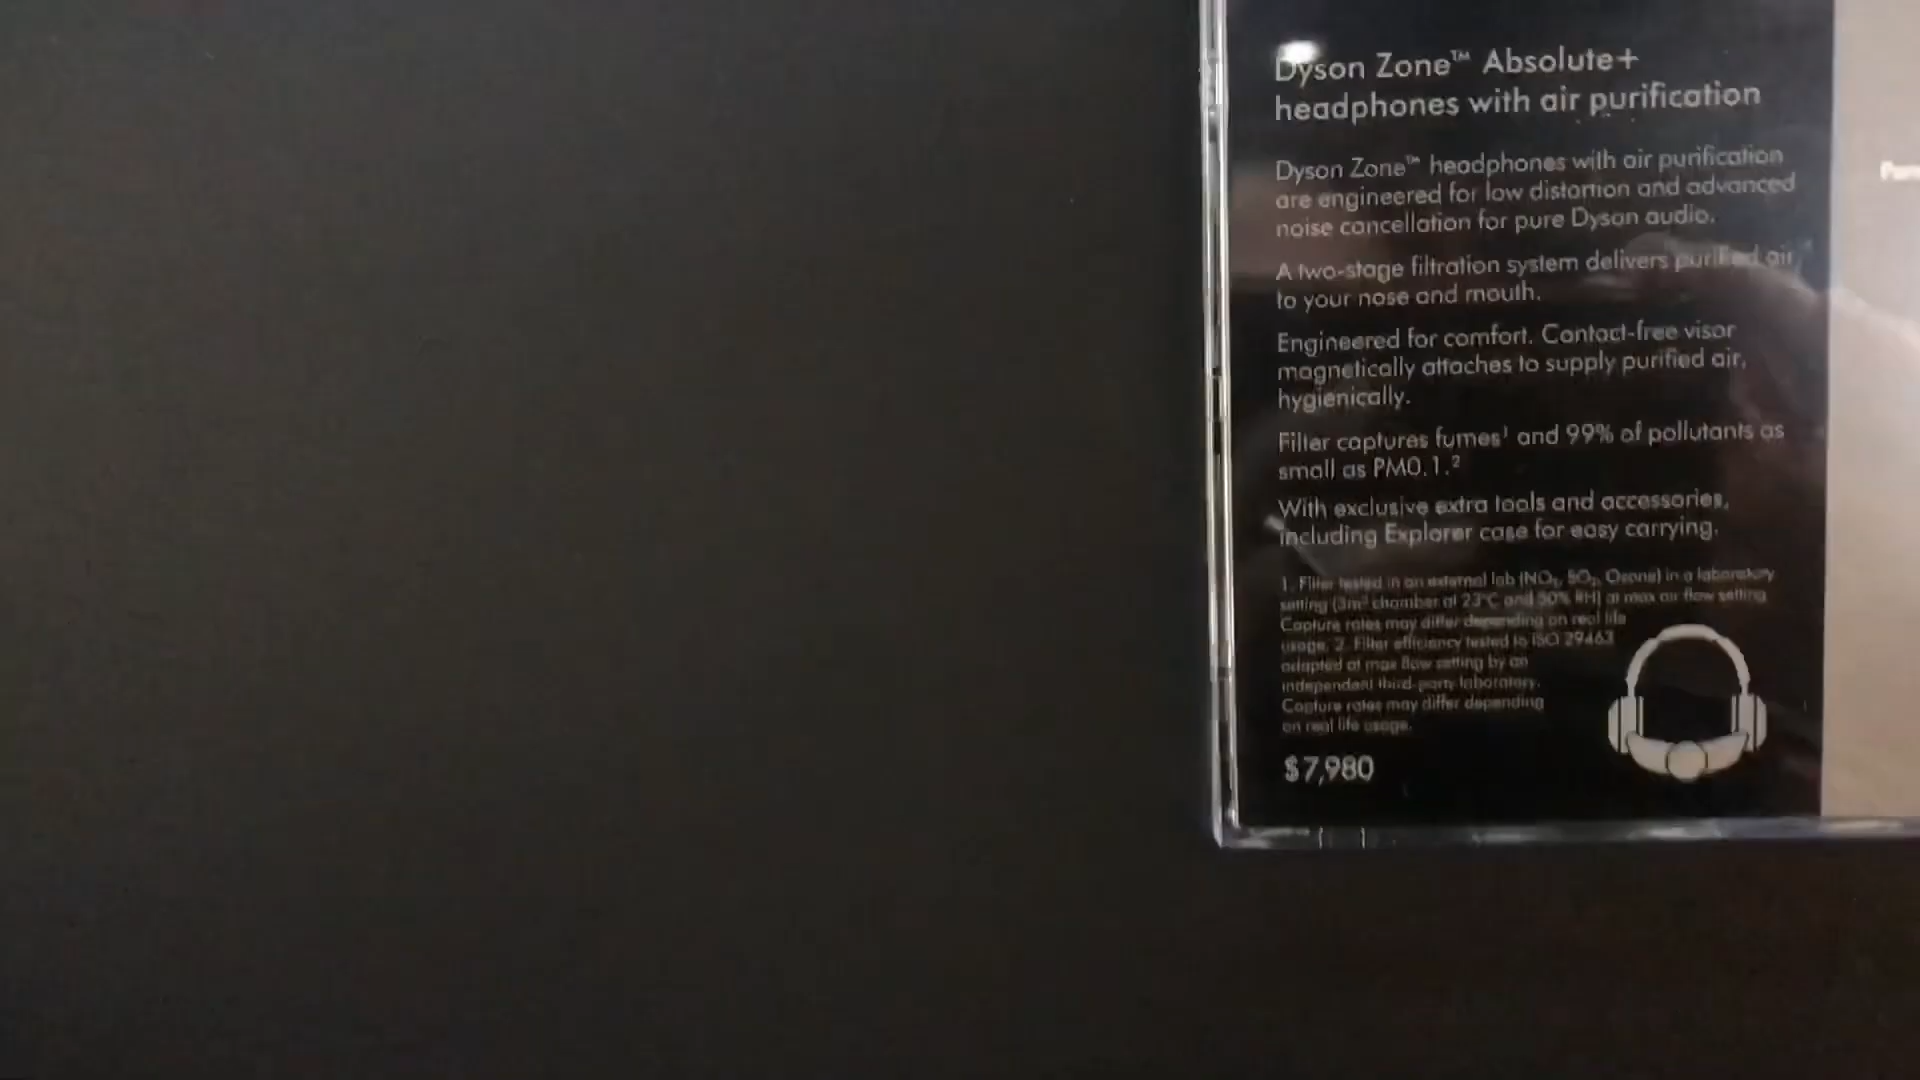 Dyson Zone™ Absolute+
headphones with air purification
Dyson Zone™ headphones with air purification
are engineered for low distortion and advanced
noise cancellation for pure Dyson audio.
A two-stage filtration system delivers purified air
to your nose and mouth.
Engineered for comfort. Contact-free visor
magnetically attaches to supply purified air,
hygienically.
Filter captures fumes¹ and 99% of pollutants as
small as PM0.1.²
With exclusive extra tools and accessories,
including Explorer case for easy carrying.
1. Filter tested in an external lab (NO₂, SO₂, Ozone) in a laboratory
setting (3m³ chamber at 23°C and 50% RH) at max air flow setting
Capture rates may differ depending on real life
usage. 2. Filter efficiency tested to ISO 29463
adapted at max flow setting by an
independent third-party laboratory.
Capture rates may differ depending
on real life usage.
$7,980